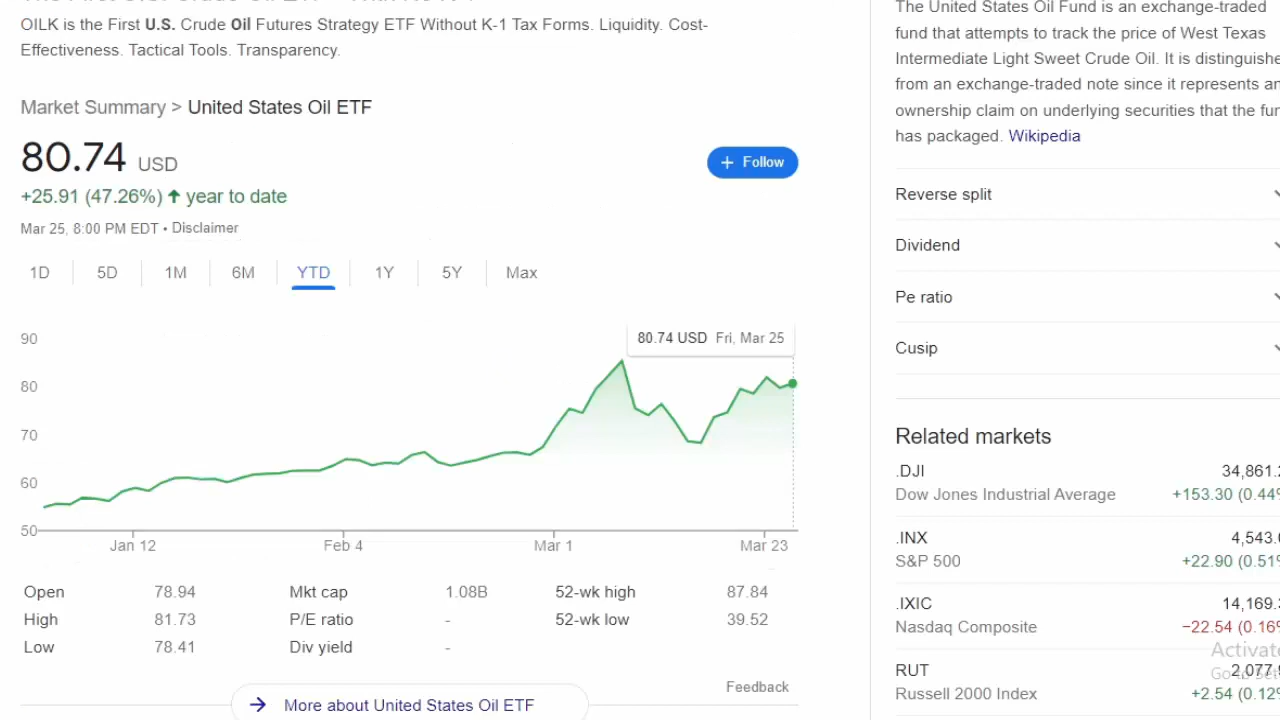 OILK is the First U.S. Crude Oil Futures Strategy ETF Without K-1 Tax Forms. Liquidity. Cost-
Effectiveness. Tactical Tools. Transparency.
Market Summary > United States Oil ETF
80.74 USD
+ Follow
+25.91 (47.26%) ↑ year to date
Mar 25, 8:00 PM EDT • Disclaimer
1D 5D 1M 6M YTD 1Y 5Y Max
80.74 USD Fri, Mar 25
90
80
70
60
50
Jan 12 Feb 4 Mar 1 Mar 23
Open 78.94 Mkt cap 1.08B 52-wk high 87.84
High 81.73 P/E ratio - 52-wk low 39.52
Low 78.41 Div yield -
Feedback
→ More about United States Oil ETF
The United States Oil Fund is an exchange-traded
fund that attempts to track the price of West Texas
Intermediate Light Sweet Crude Oil. It is distinguishe
from an exchange-traded note since it represents an
ownership claim on underlying securities that the fun
has packaged. Wikipedia
Reverse split
Dividend
Pe ratio
Cusip
Related markets
.DJI 34,861.2
Dow Jones Industrial Average +153.30 (0.44%
.INX 4,543.0
S&P 500 +22.90 (0.51%
.IXIC 14,169.3
Nasdaq Composite −22.54 (0.16%
Activate
RUT 2,077.9
Russell 2000 Index +2.54 (0.12%